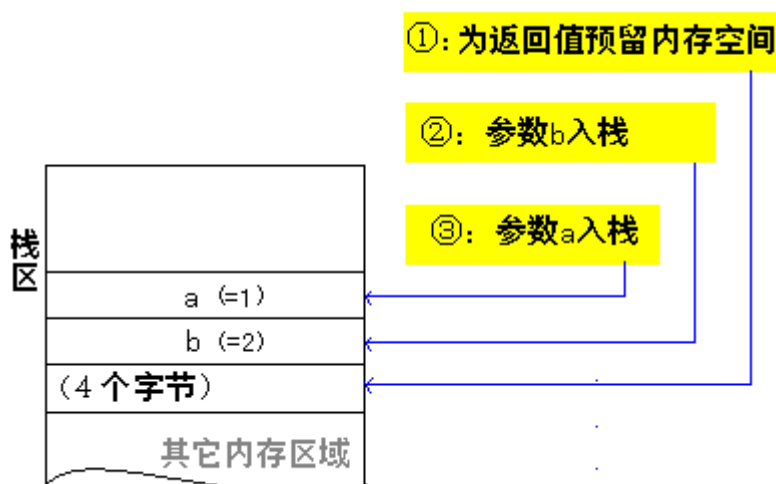 ①：为返回值预留内存空间
②：参数b入栈
③：参数a入栈
栈区
a (=1)
b (=2)
（4个字节）
其它内存区域